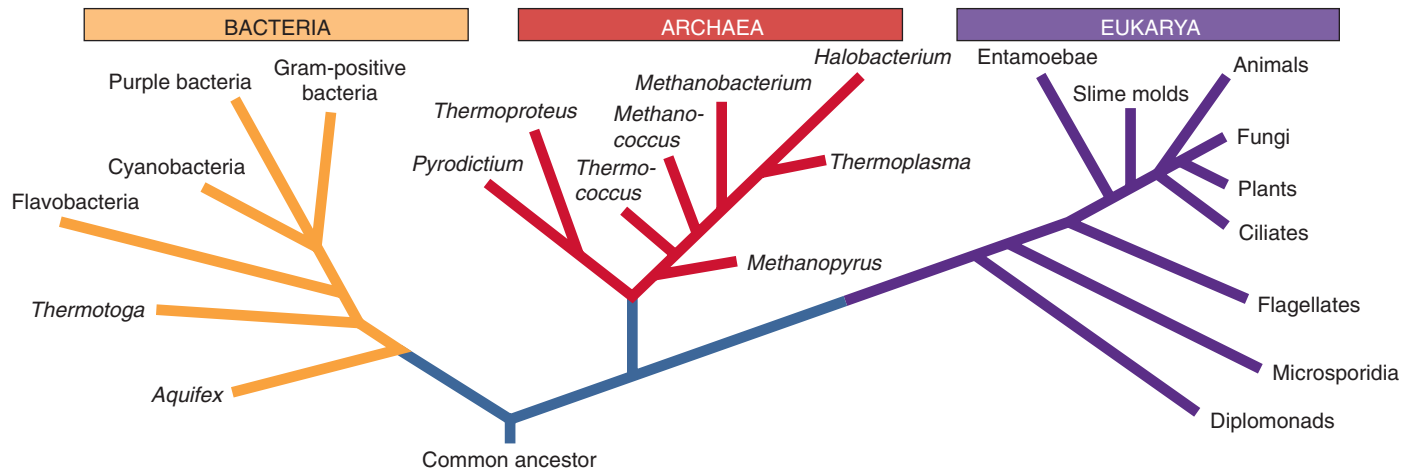 BACTERIA
ARCHAEA
EUKARYA
Purple bacteria
Gram-positive
bacteria
Cyanobacteria
Flavobacteria
Thermotoga
Aquifex
Halobacterium
Methanobacterium
Thermoproteus
Methano-
coccus
Pyrodictium
Thermo-
coccus
Thermoplasma
Methanopyrus
Entamoebae
Slime molds
Animals
Fungi
Plants
Ciliates
Flagellates
Microsporidia
Diplomonads
Common ancestor